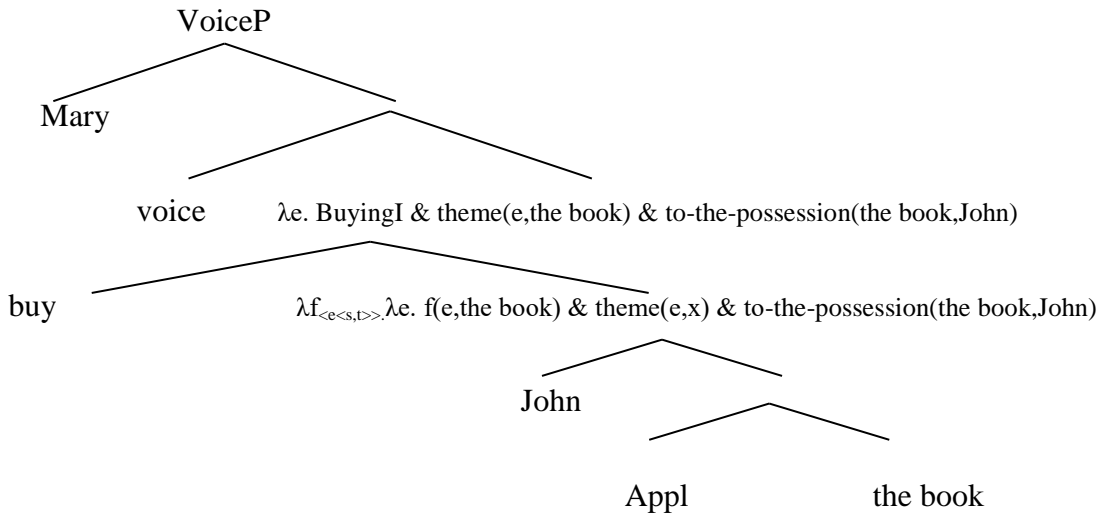 VoiceP
Mary
voice λe. BuyingI & theme(e,the book) & to-the-possession(the book,John)
buy λf<e<s,t>>.λe. f(e,the book) & theme(e,x) & to-the-possession(the book,John)
John
Appl the book